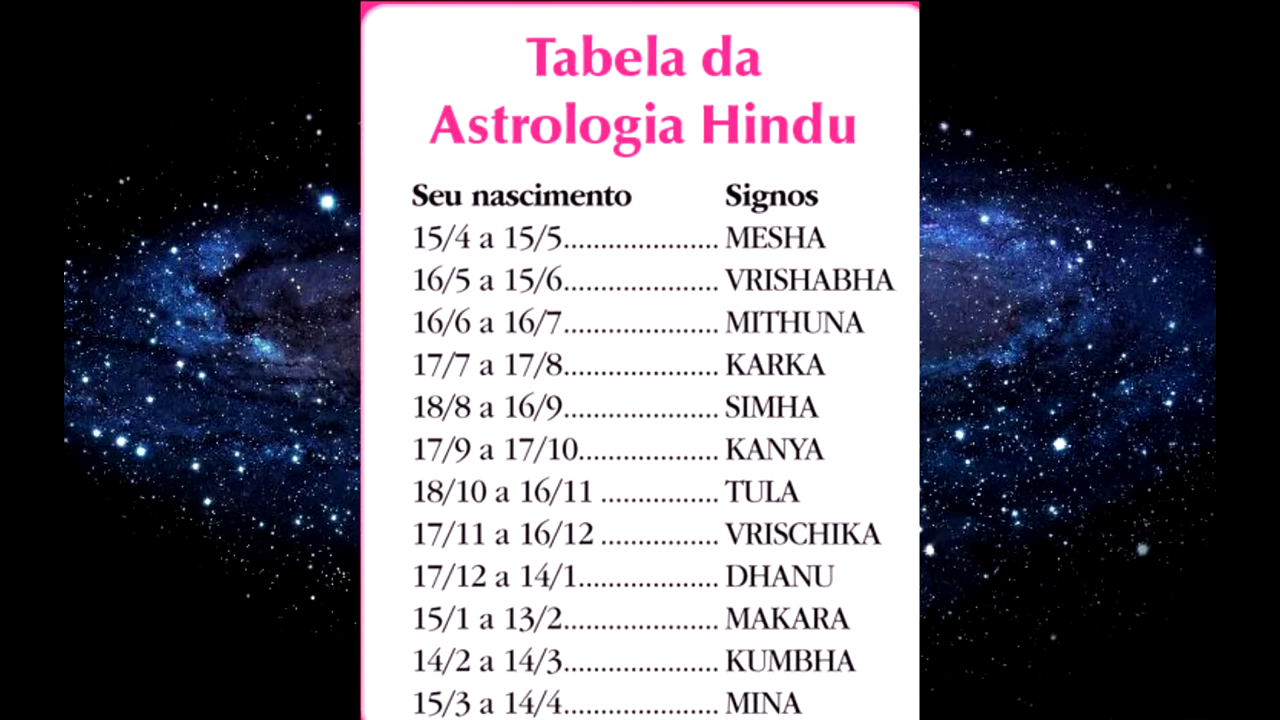 Tabela da
Astrologia Hindu
Seu nascimento Signos
15/4 a 15/5..................... MESHA
16/5 a 15/6..................... VRISHABHA
16/6 a 16/7..................... MITHUNA
17/7 a 17/8..................... KARKA
18/8 a 16/9..................... SIMHA
17/9 a 17/10................... KANYA
18/10 a 16/11 ................ TULA
17/11 a 16/12 ................ VRISCHIKA
17/12 a 14/1................... DHANU
15/1 a 13/2..................... MAKARA
14/2 a 14/3..................... KUMBHA
15/3 a 14/4..................... MINA